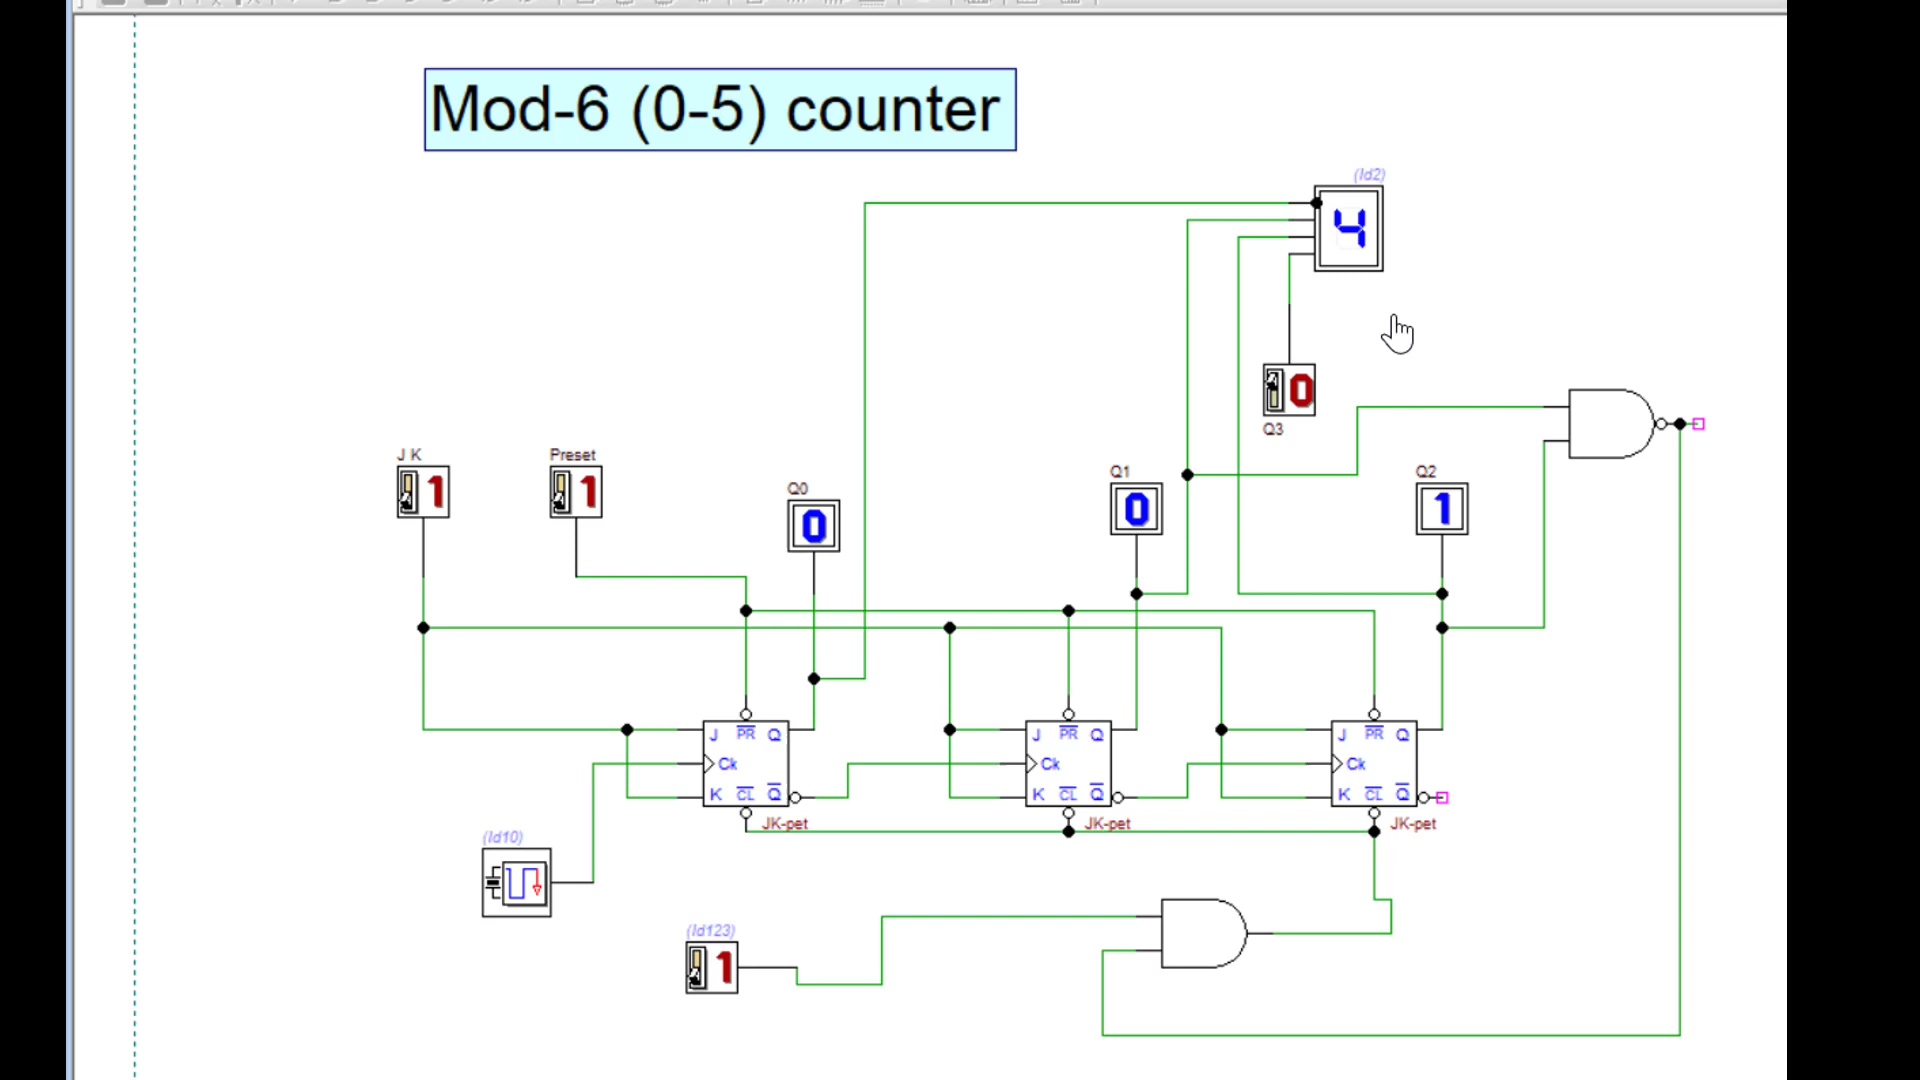 Mod-6 (0-5) counter
(Id2)
4
0
Q3
J K
1
Preset
1
Q0
0
Q1
0
Q2
1
J PR Q
Ck
K CL Q
JK-pet
J PR Q
Ck
K CL Q
JK-pet
J PR Q
Ck
K CL Q
JK-pet
(Id10)
(Id123)
1